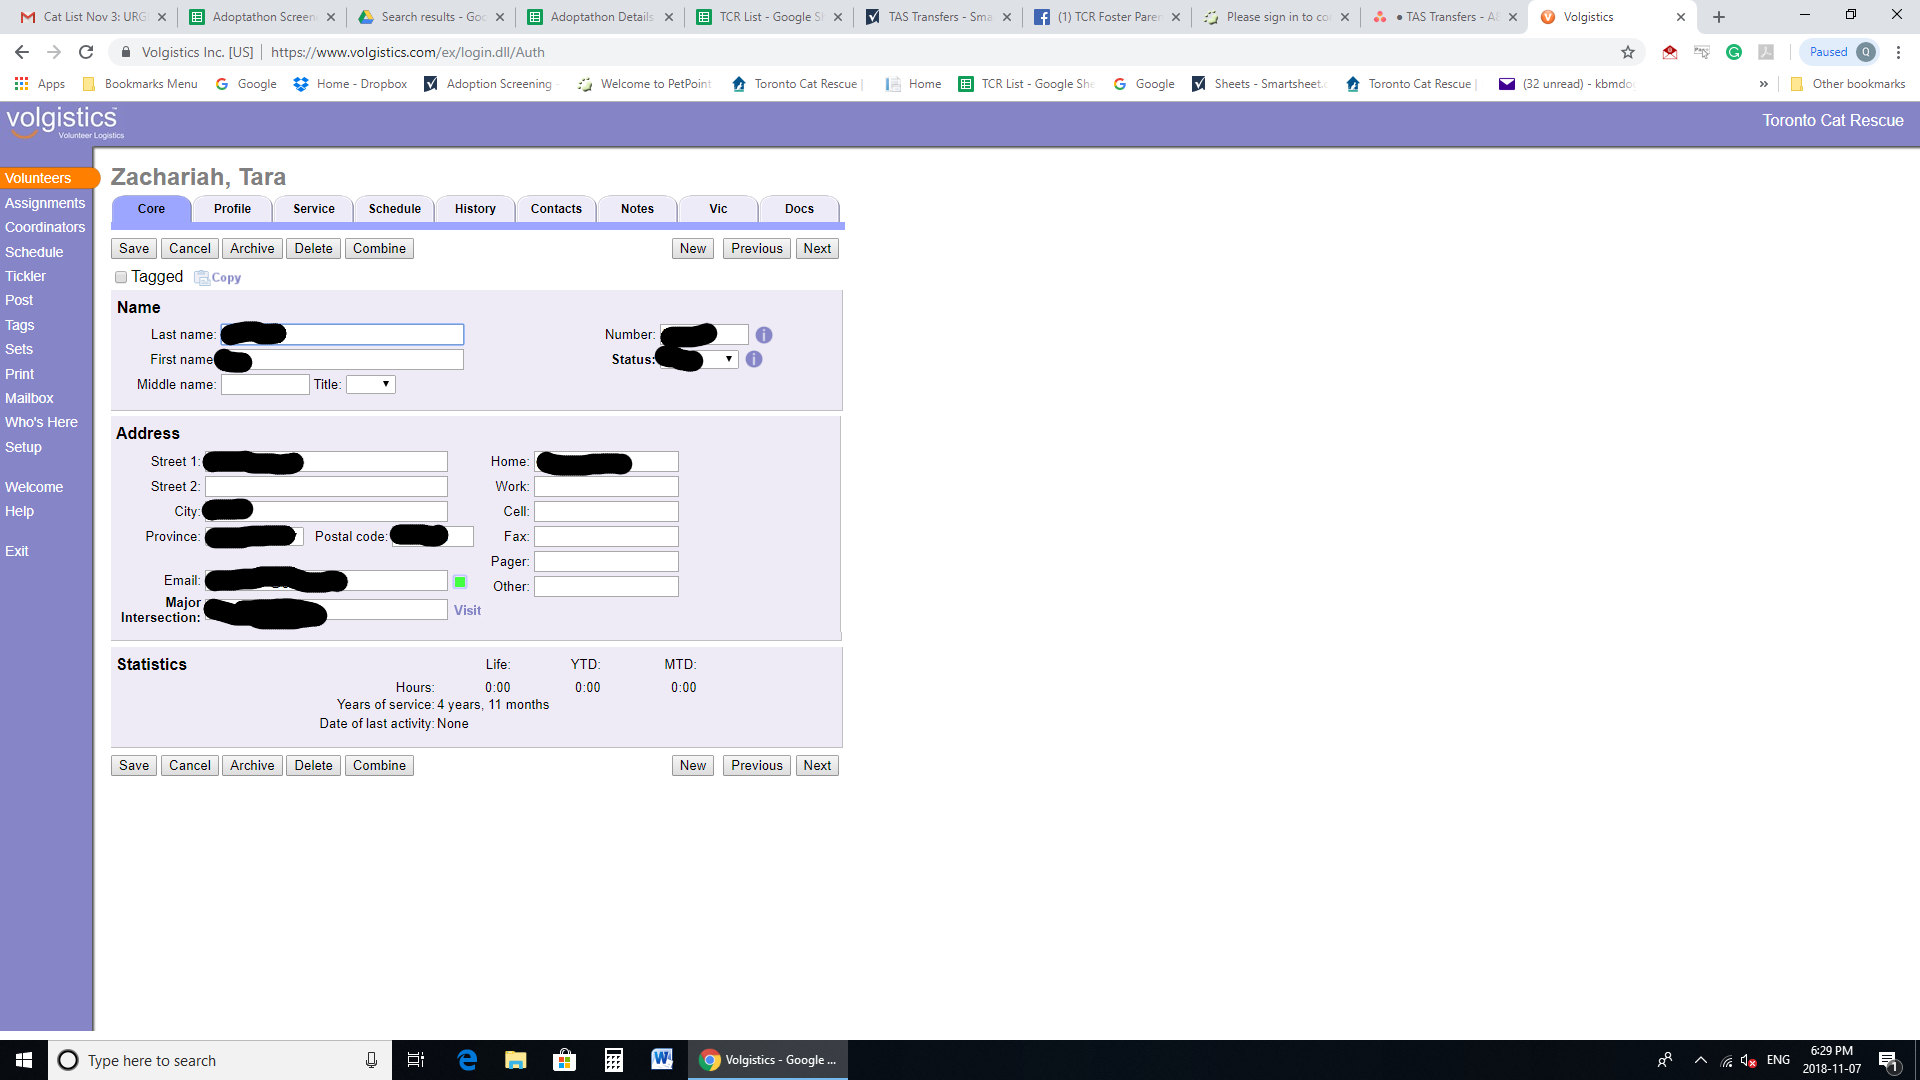 Cat List Nov 3: URG
Adoptathon Screen
Search results - Goo
Adoptathon Details
TCR List - Google Sh
TAS Transfers - Sma
(1) TCR Foster Paren
Please sign in to co
● TAS Transfers - A
Volgistics
Volgistics Inc. [US] | https://www.volgistics.com/ex/login.dll/Auth
Paused Q
Apps Bookmarks Menu Google Home - Dropbox Adoption Screening Welcome to PetPoint Toronto Cat Rescue | Home TCR List - Google She Google Sheets - Smartsheet.c Toronto Cat Rescue | (32 unread) - kbmdo » Other bookmarks
volgistics
Volunteer Logistics
Toronto Cat Rescue
Volunteers
Assignments
Coordinators
Schedule
Tickler
Post
Tags
Sets
Print
Mailbox
Who's Here
Setup
Welcome
Help
Exit
Zachariah, Tara
Core Profile Service Schedule History Contacts Notes Vic Docs
Save Cancel Archive Delete Combine New Previous Next
Tagged Copy
Name
Last name: Number:
First name Status:
Middle name: Title:
Address
Street 1: Home:
Street 2: Work:
City: Cell:
Province: Postal code: Fax:
Pager:
Email: Other:
Major Intersection: Visit
Statistics Life: YTD: MTD:
Hours: 0:00 0:00 0:00
Years of service: 4 years, 11 months
Date of last activity: None
Save Cancel Archive Delete Combine New Previous Next
Type here to search
Volgistics - Google ...
ENG
6:29 PM
2018-11-07
1